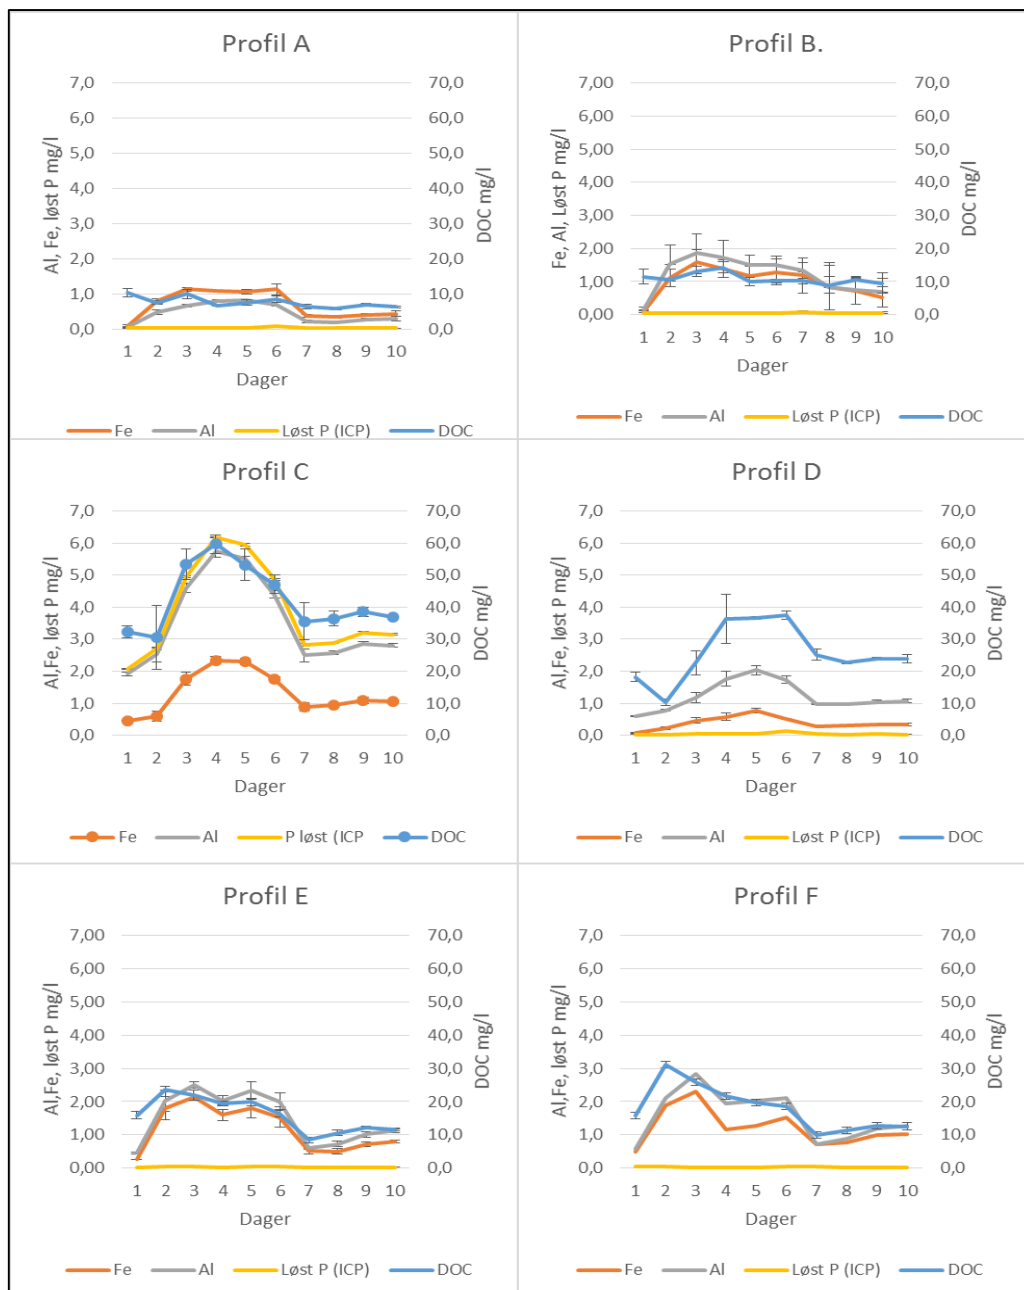 Profil A
7,0
6,0
5,0
4,0
3,0
2,0
1,0
0,0
Al, Fe, løst P mg/l
70,0
60,0
50,0
40,0
30,0
20,0
10,0
0,0
DOC mg/l
1 2 3 4 5 6 7 8 9 10
Dager
Fe Al Løst P (ICP) DOC
Profil B.
7,00
6,00
5,00
4,00
3,00
2,00
1,00
0,00
Fe, Al, Løst P mg/l
70,0
60,0
50,0
40,0
30,0
20,0
10,0
0,0
DOC mg/l
1 2 3 4 5 6 7 8 9 10
Dager
Fe Al Løst P (ICP) DOC
Profil C
7,0
6,0
5,0
4,0
3,0
2,0
1,0
0,0
Al,Fe, løst P mg/l
70,0
60,0
50,0
40,0
30,0
20,0
10,0
0,0
DOC mg/l
1 2 3 4 5 6 7 8 9 10
Dager
Fe Al P løst (ICP DOC
Profil D
7,0
6,0
5,0
4,0
3,0
2,0
1,0
0,0
Al,Fe, løst P mg/l
70,0
60,0
50,0
40,0
30,0
20,0
10,0
0,0
DOC mg/l
1 2 3 4 5 6 7 8 9 10
Dager
Fe Al Løst P (ICP) DOC
Profil E
7,00
6,00
5,00
4,00
3,00
2,00
1,00
0,00
Al,Fe, løst P mg/l
70,0
60,0
50,0
40,0
30,0
20,0
10,0
0,0
DOC mg/l
1 2 3 4 5 6 7 8 9 10
Dager
Fe Al Løst P (ICP) DOC
Profil F
7,0
6,0
5,0
4,0
3,0
2,0
1,0
0,0
Al,Fe, løst P mg/l
70,0
60,0
50,0
40,0
30,0
20,0
10,0
0,0
DOC mg/l
1 2 3 4 5 6 7 8 9 10
Dager
Fe Al Løst P (ICP) DOC